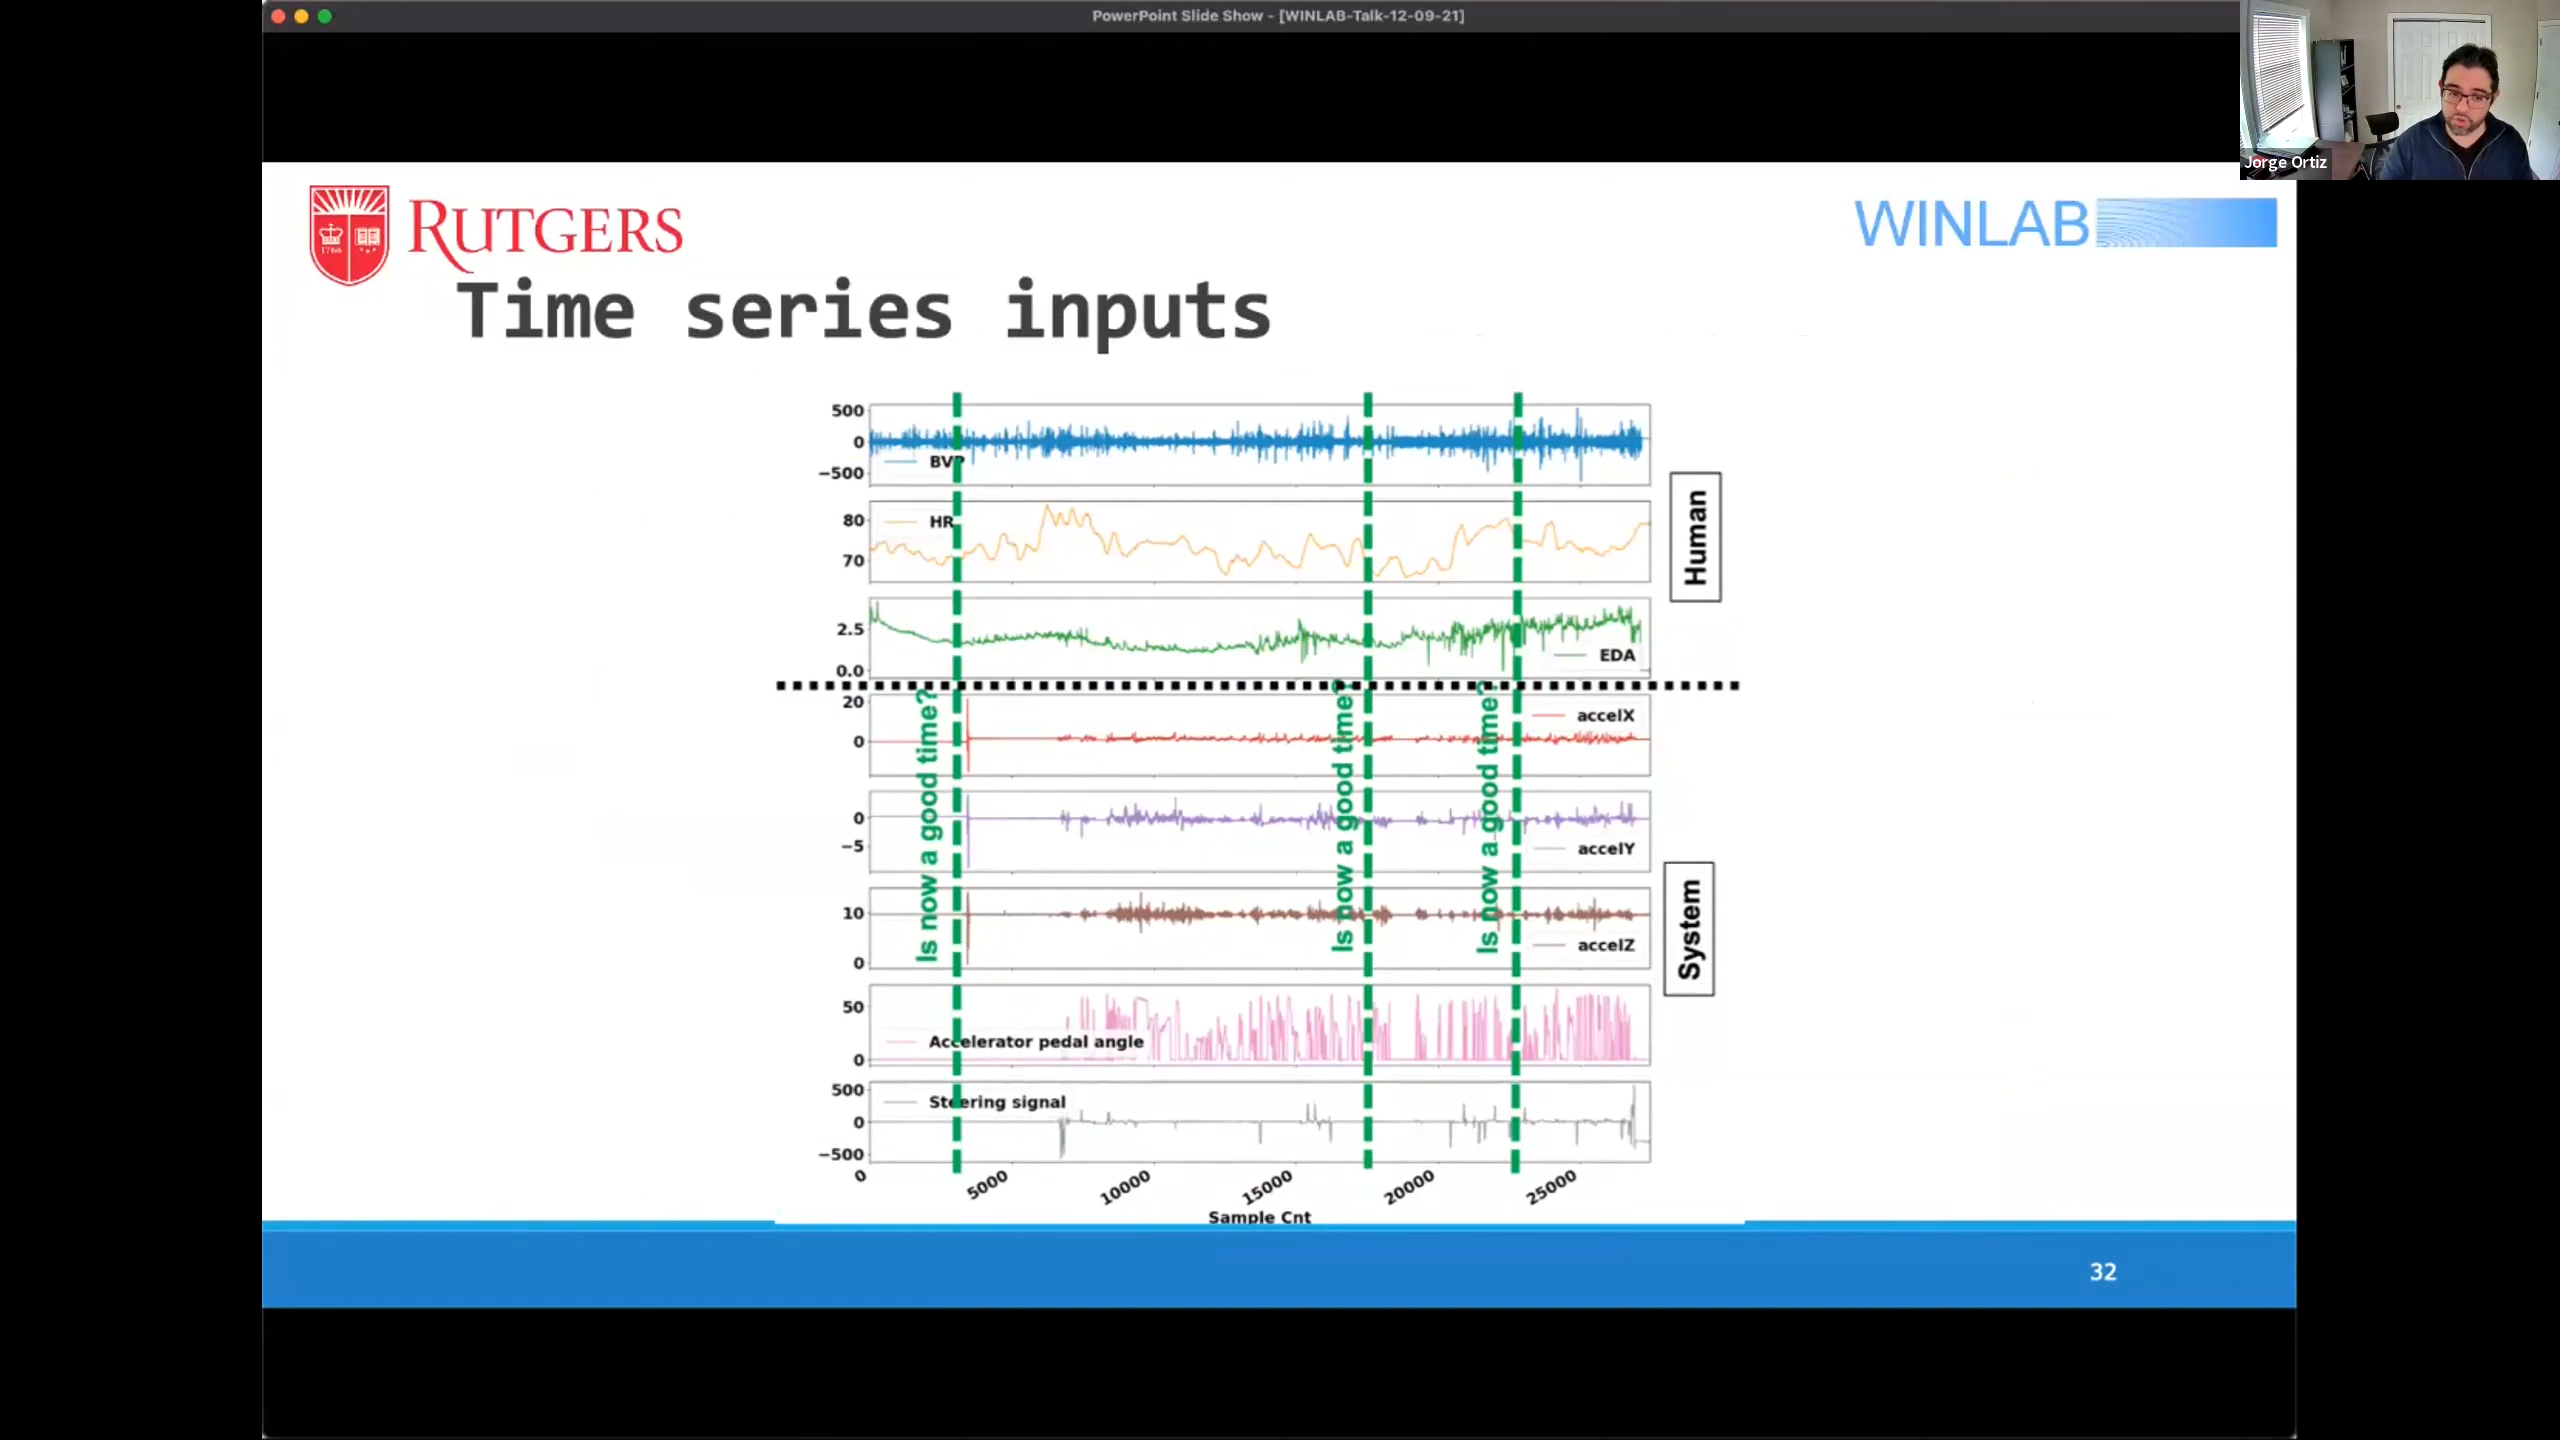 PowerPoint Slide Show - [WINLAB-Talk-12-09-21]
Jorge Ortiz
1766
RUTGERS
WINLAB
Time series inputs
500
0
−500
BVP
80
70
HR
2.5
0.0
EDA
Human
20
0
accelX
0
−5
accelY
10
0
accelZ
50
0
Accelerator pedal angle
500
0
−500
Steering signal
System
Is now a good time?
Is now a good time?
Is now a good time?
0
5000
10000
15000
20000
25000
Sample Cnt
32